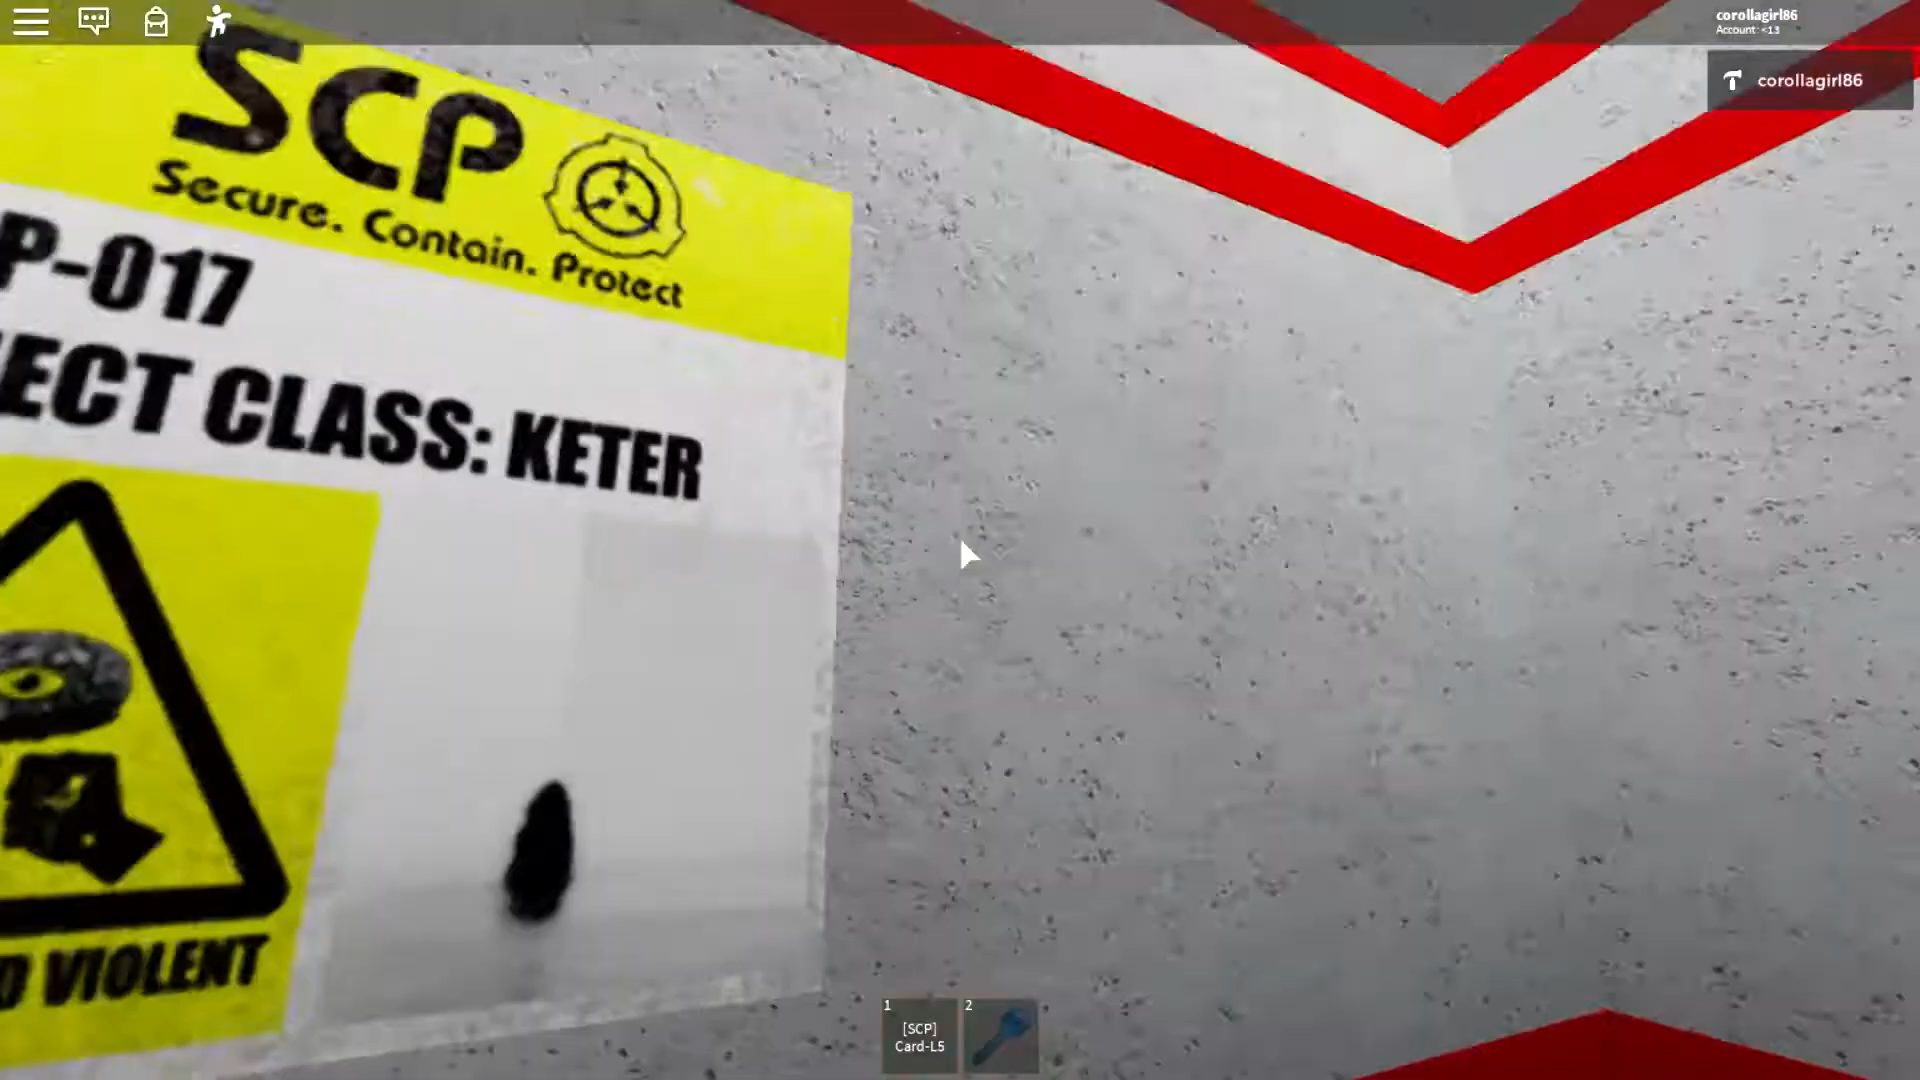 corollagirl86
Account: <13
corollagirl86
SCP
Secure. Contain. Protect
P-017
ECT CLASS: KETER
D VIOLENT
1
[SCP]
Card-L5
2